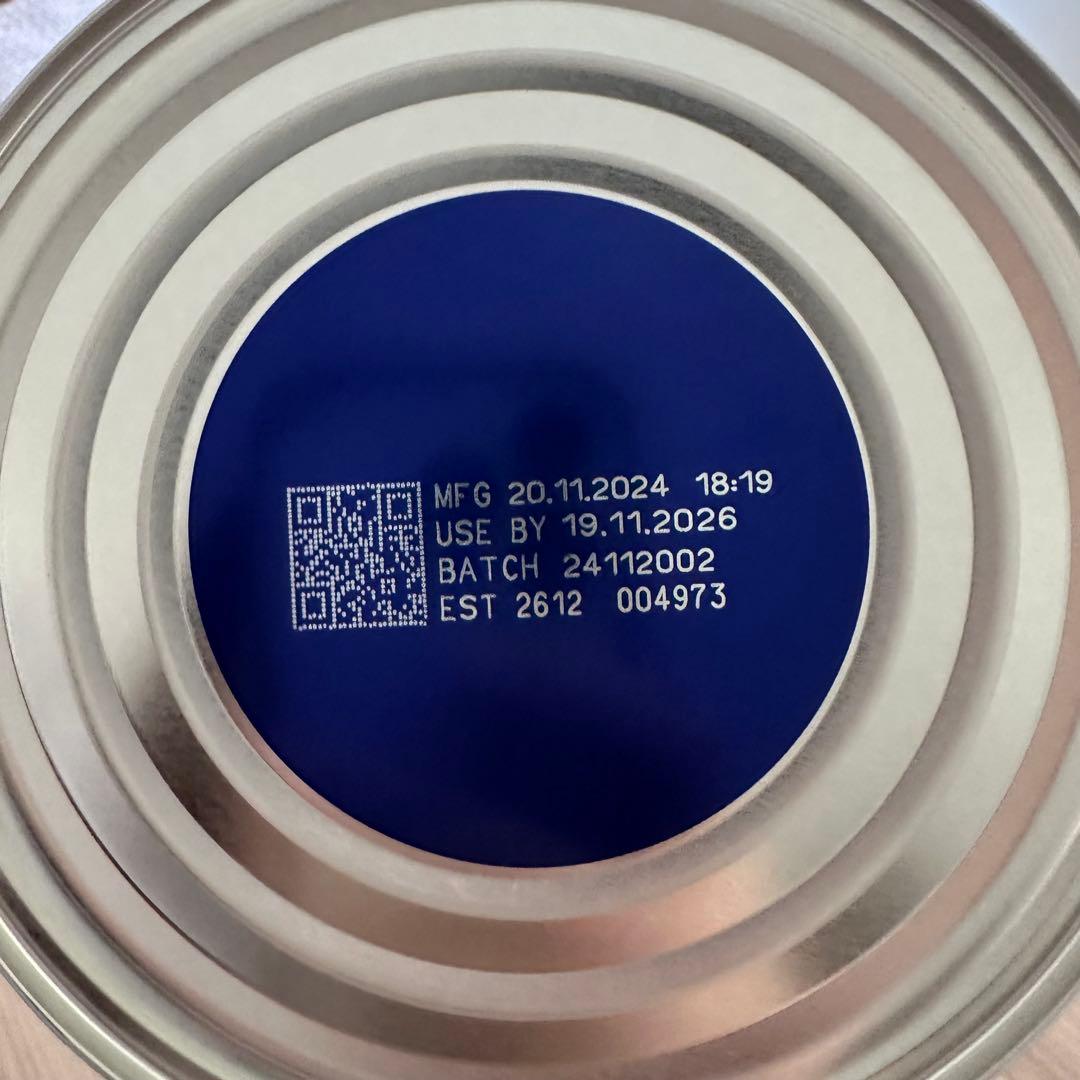 MFG 20.11.2024 18:19
USE BY 19.11.2026
BATCH 24112002
EST 2612 004973